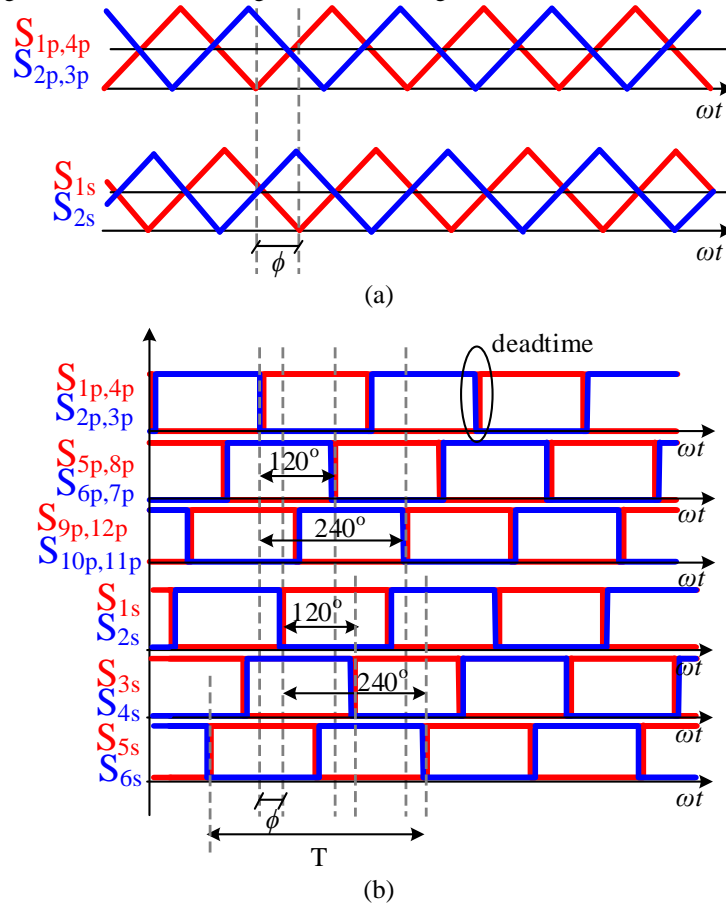 S1p,4p
S2p,3p
ωt
S1s
S2s
ωt
ϕ
(a)
deadtime
S1p,4p
S2p,3p
ωt
S5p,8p
S6p,7p
120°
ωt
S9p,12p
S10p,11p
240°
ωt
S1s
S2s
120°
ωt
S3s
S4s
240°
ωt
S5s
S6s
ωt
ϕ
T
(b)